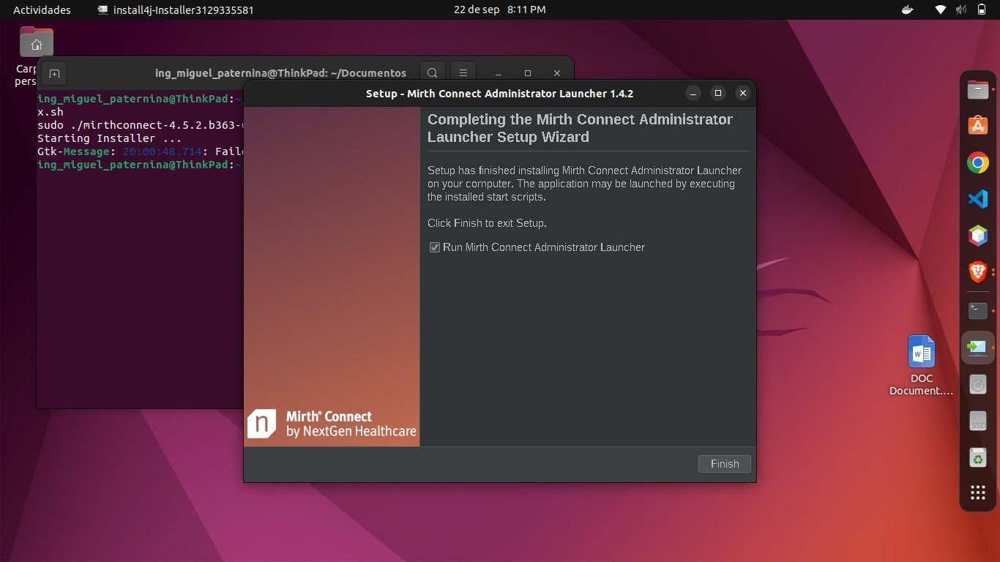 Actividades
install4j-Installer3129335581
22 de sep 8:11 PM
ing_miguel_paternina@ThinkPad: ~/Documentos
ing_miguel_paternina@ThinkPad:~
x.sh
sudo ./mirthconnect-4.5.2.b363-
Starting Installer ...
Gtk-Message: 20:00:48.714: Faile
ing_miguel_paternina@ThinkPad:~
Setup - Mirth Connect Administrator Launcher 1.4.2
Completing the Mirth Connect Administrator
Launcher Setup Wizard
Setup has finished installing Mirth Connect Administrator Launcher
on your computer. The application may be launched by executing
the installed start scripts.
Click Finish to exit Setup.
Run Mirth Connect Administrator Launcher
n
Mirth® Connect
by NextGen Healthcare
Finish
DOC
Document....
W
SSD